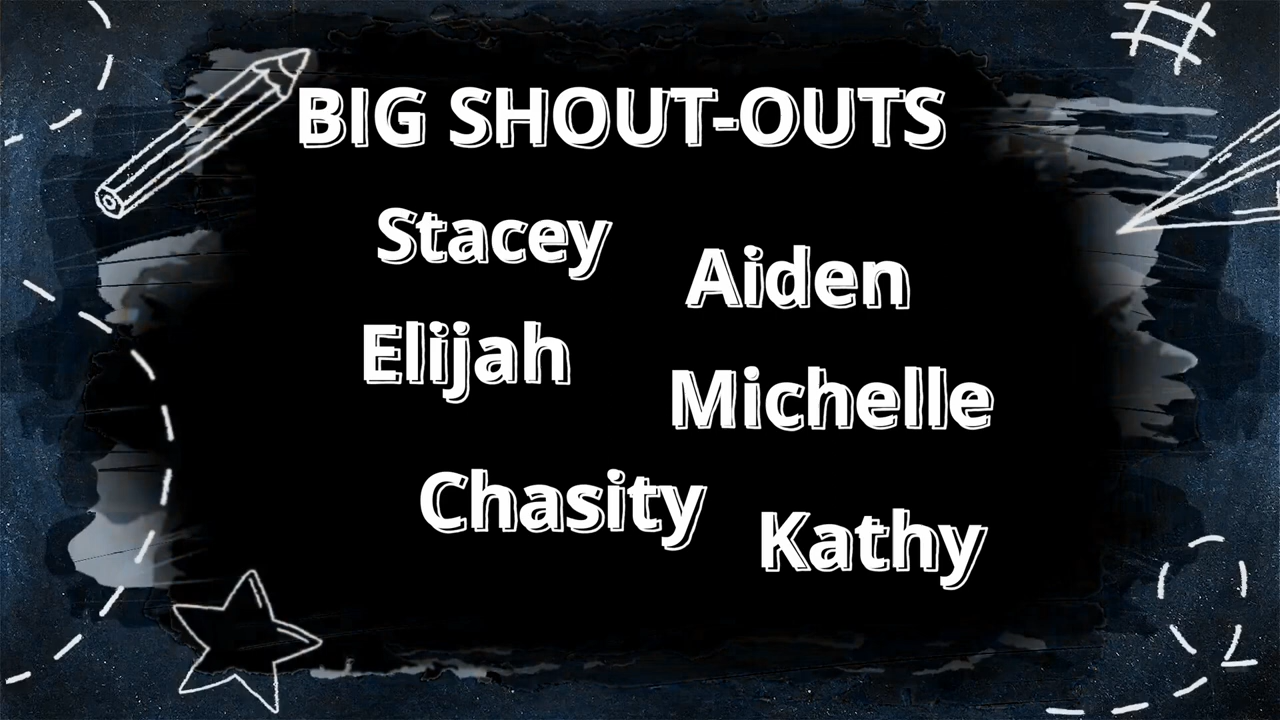 BIG SHOUT-OUTS
Stacey
Aiden
Elijah
Michelle
Chasity
Kathy